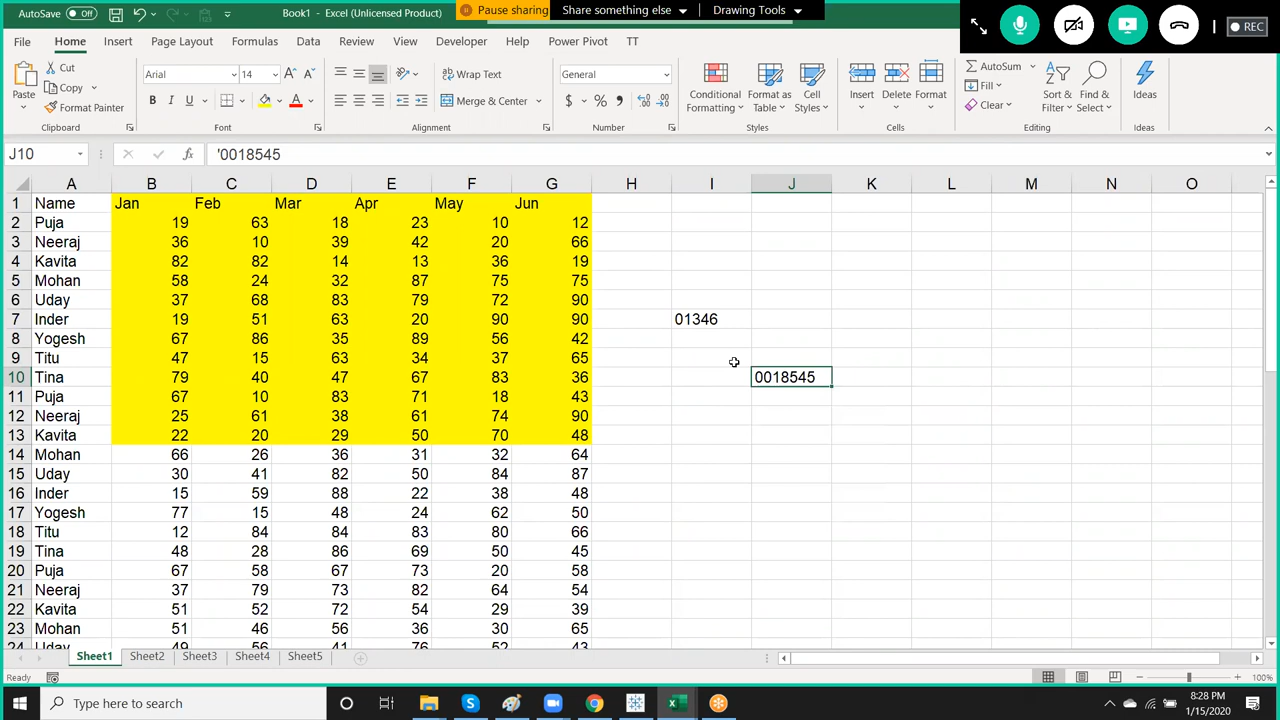 AutoSave Off Book1 - Excel (Unlicensed Product) Pause sharing Share something else Drawing Tools REC
File Home Insert Page Layout Formulas Data Review View Developer Help Power Pivot TT
Paste Cut Copy Format Painter
Arial 14 A A B I U A
Wrap Text Merge & Center
General $ % ,
Conditional Formatting Format as Table Cell Styles
Insert Delete Format
AutoSum Fill Clear Sort & Filter Find & Select Ideas
Clipboard Font Alignment Number Styles Cells Editing Ideas
J10 fx '0018545
A B C D E F G H I J K L M N O
1 Name Jan Feb Mar Apr May Jun
2 Puja 19 63 18 23 10 12
3 Neeraj 36 10 39 42 20 66
4 Kavita 82 82 14 13 36 19
5 Mohan 58 24 32 87 75 75
6 Uday 37 68 83 79 72 90
7 Inder 19 51 63 20 90 90 01346
8 Yogesh 67 86 35 89 56 42
9 Titu 47 15 63 34 37 65
10 Tina 79 40 47 67 83 36 0018545
11 Puja 67 10 83 71 18 43
12 Neeraj 25 61 38 61 74 90
13 Kavita 22 20 29 50 70 48
14 Mohan 66 26 36 31 32 64
15 Uday 30 41 82 50 84 87
16 Inder 15 59 88 22 38 48
17 Yogesh 77 15 48 24 62 50
18 Titu 12 84 84 83 80 66
19 Tina 48 28 86 69 50 45
20 Puja 67 58 67 73 20 58
21 Neeraj 37 79 73 82 64 54
22 Kavita 51 52 72 54 29 39
23 Mohan 51 46 56 36 30 65
24 Uday 49 56 41 76 52 43
Sheet1 Sheet2 Sheet3 Sheet4 Sheet5
Ready 100%
Type here to search 8:28 PM
1/15/2020